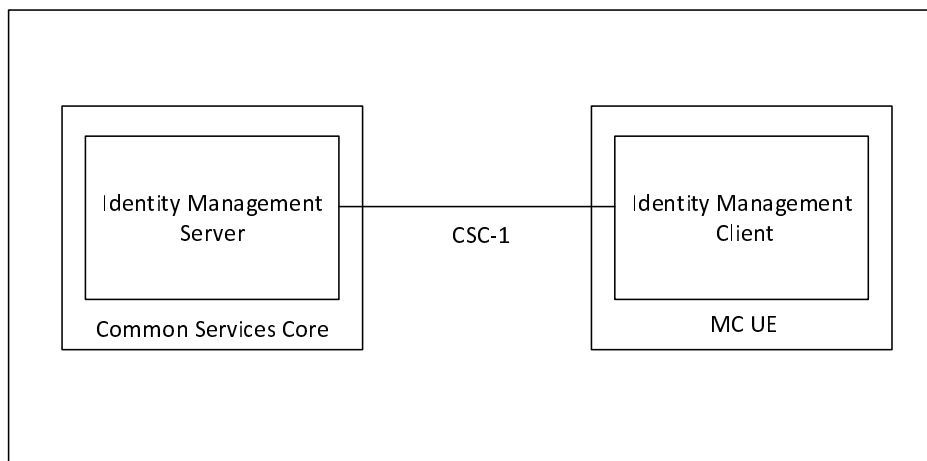 Identity Management
Server
Common Services Core
CSC-1
Identity Management
Client
MC UE